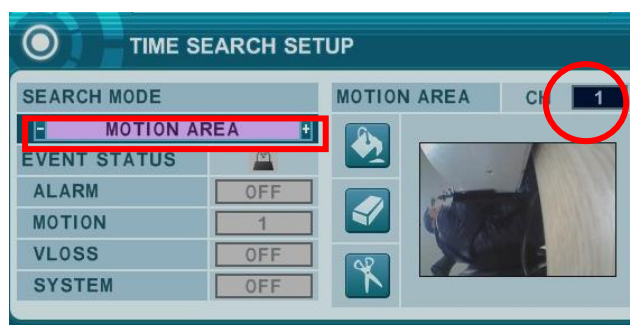 TIME SEARCH SETUP
SEARCH MODE
- MOTION AREA +
EVENT STATUS
ALARM OFF
MOTION 1
VLOSS OFF
SYSTEM OFF
MOTION AREA CH 1